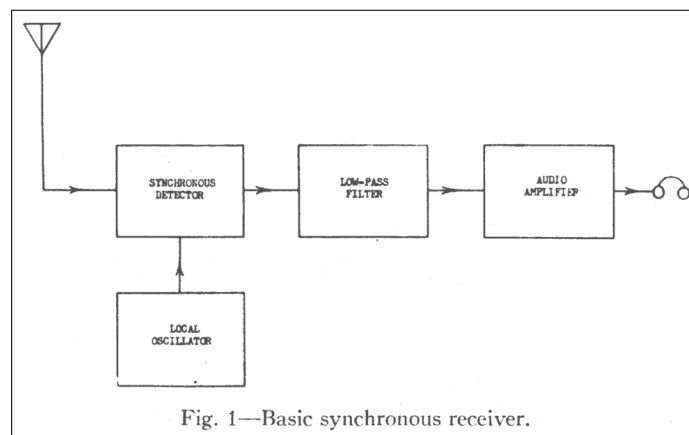 SYNCHRONOUS
DETECTOR
LOW-PASS
FILTER
AUDIO
AMPLIFIER
LOCAL
OSCILLATOR
Fig. 1—Basic synchronous receiver.